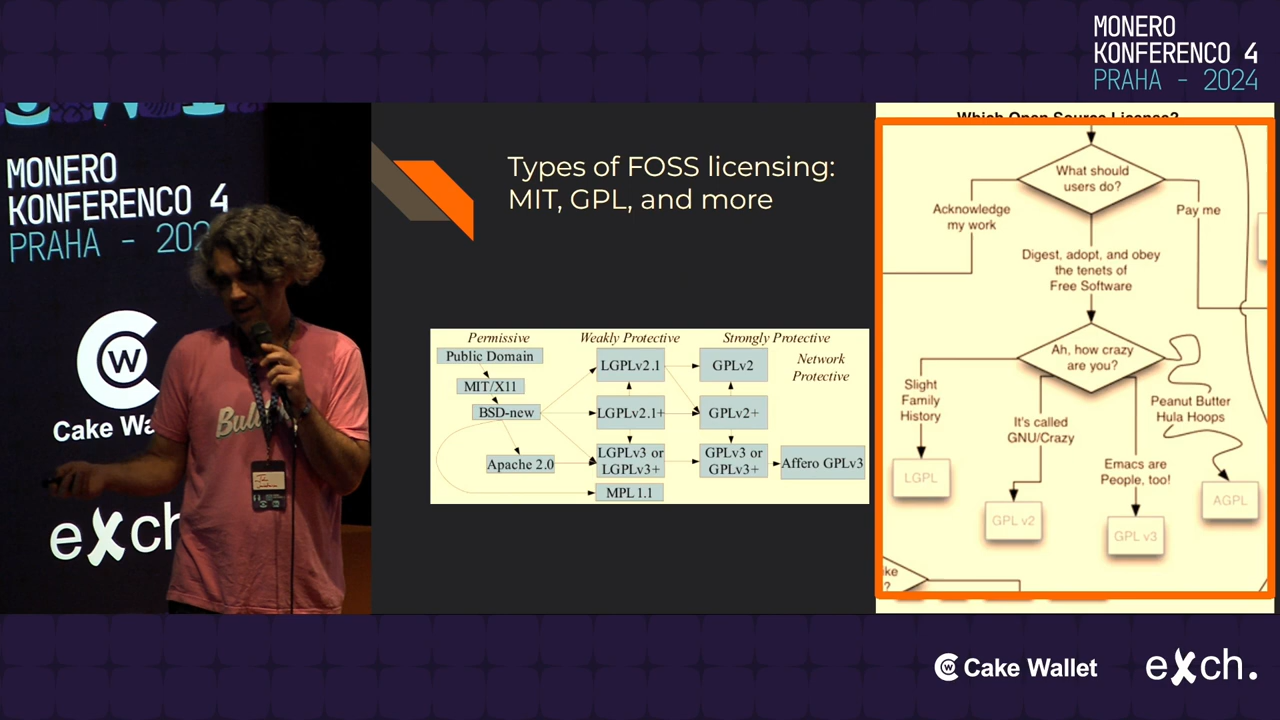 MONERO
KONFERENCO 4
PRAHA - 2024
MONERO
KONFERENCO 4
PRAHA - 202
Cake Wa
exch
Types of FOSS licensing:
MIT, GPL, and more
Permissive
Weakly Protective
Strongly Protective
Network
Protective
Public Domain
MIT/X11
BSD-new
Apache 2.0
LGPLv2.1
LGPLv2.1+
LGPLv3 or
LGPLv3+
MPL 1.1
GPLv2
GPLv2+
GPLv3 or
GPLv3+
Affero GPLv3
Which Open Source License?
What should
users do?
Acknowledge
my work
Pay me
Digest, adopt, and obey
the tenets of
Free Software
Ah, how crazy
are you?
Slight
Family
History
It's called
GNU/Crazy
Emacs are
People, too!
Peanut Butter
Hula Hoops
LGPL
GPL v2
GPL v3
AGPL
ike
?
Cake Wallet
exch.